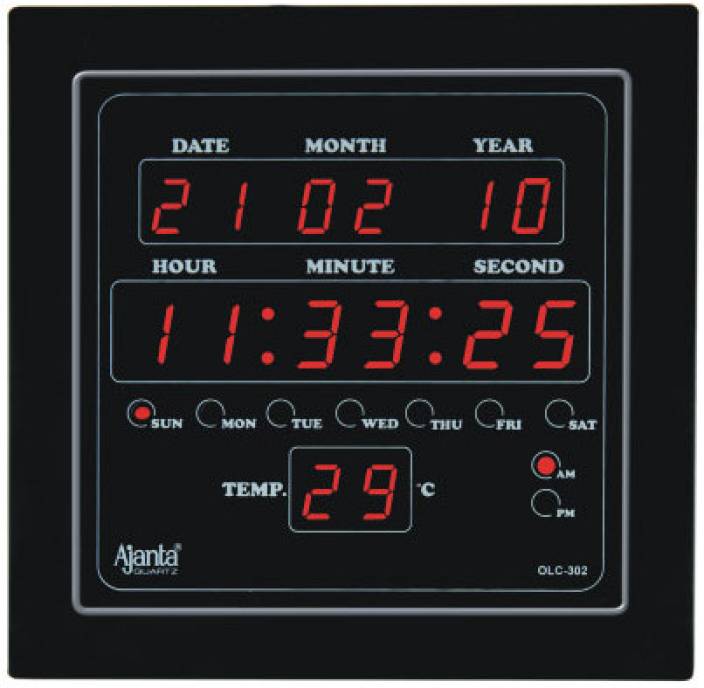 DATE MONTH YEAR
21 02 10
HOUR MINUTE SECOND
11:33:25
SUN MON TUE WED THU FRI SAT
TEMP. 29 °C
AM
PM
Ajanta®
QUARTZ
OLC-302